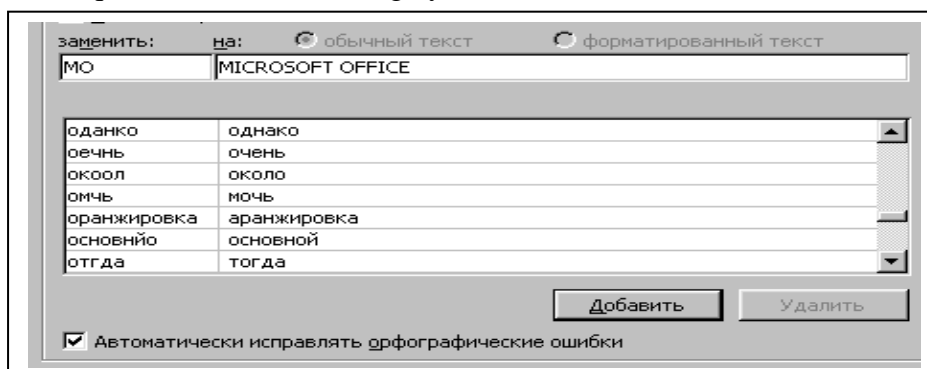 заменить: на: обычный текст форматированный текст
МО MICROSOFT OFFICE
оданко однако
оечнь очень
окоол около
омчь мочь
оранжировка аранжировка
основнйо основной
отгда тогда
Добавить Удалить
Автоматически исправлять орфографические ошибки